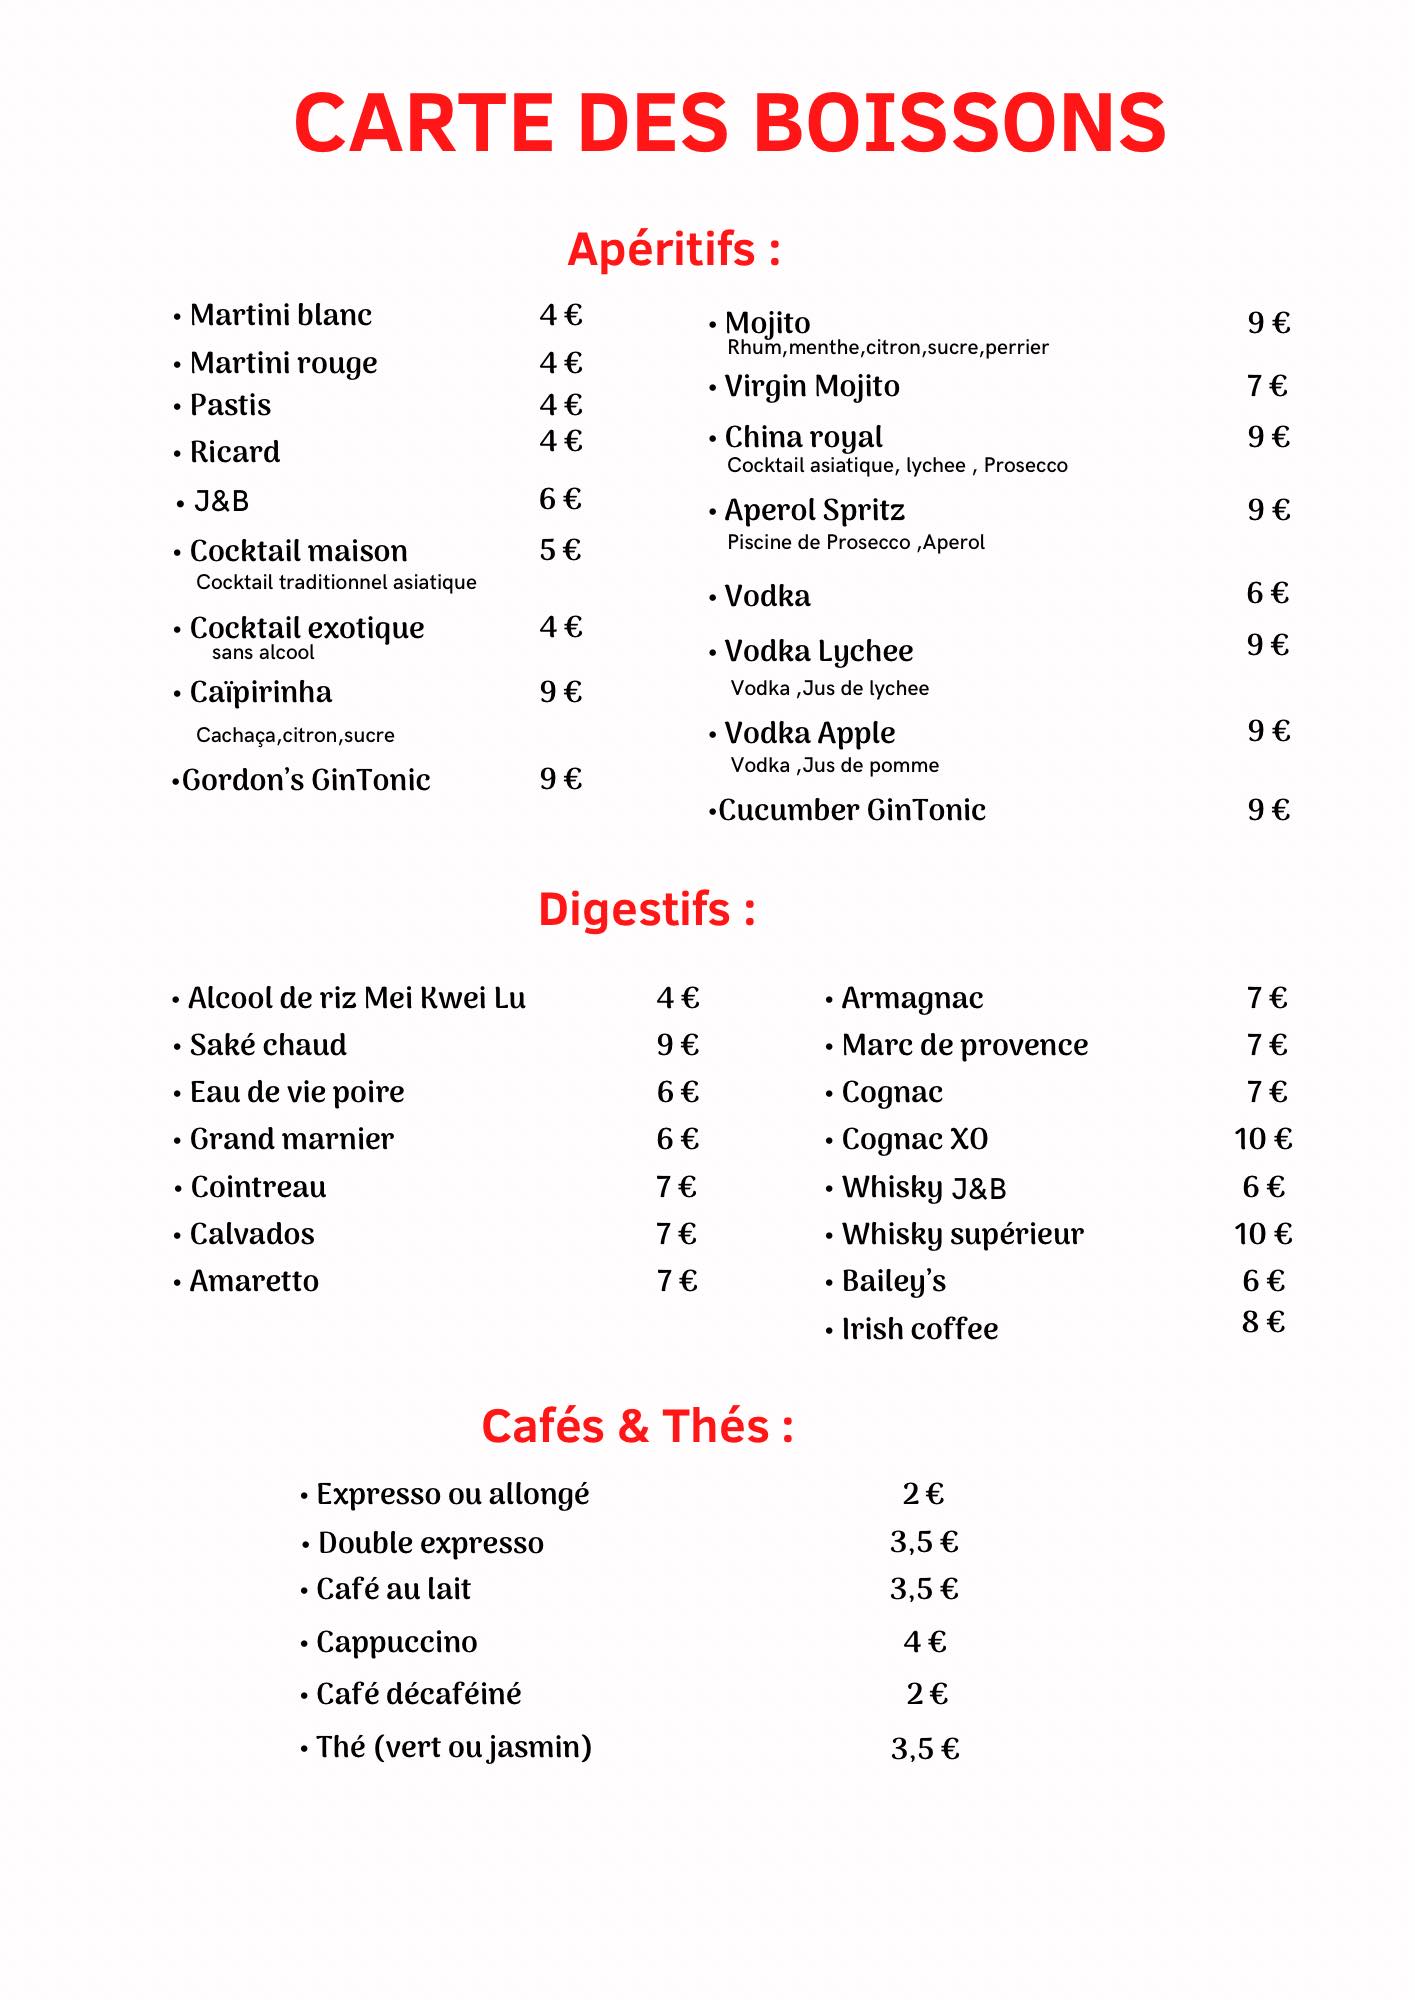 CARTE DES BOISSONS
Apéritifs :
• Martini blanc 4 €
• Martini rouge 4 €
• Pastis 4 €
• Ricard 4 €
• J&B 6 €
• Cocktail maison 5 €
Cocktail traditionnel asiatique
• Cocktail exotique 4 €
sans alcool
• Caïpirinha 9 €
Cachaça,citron,sucre
•Gordon’s GinTonic 9 €
• Mojito 9 €
Rhum,menthe,citron,sucre,perrier
• Virgin Mojito 7 €
• China royal 9 €
Cocktail asiatique, lychee , Prosecco
• Aperol Spritz 9 €
Piscine de Prosecco ,Aperol
• Vodka 6 €
• Vodka Lychee 9 €
Vodka ,Jus de lychee
• Vodka Apple 9 €
Vodka ,Jus de pomme
•Cucumber GinTonic 9 €
Digestifs :
• Alcool de riz Mei Kwei Lu 4 €
• Saké chaud 9 €
• Eau de vie poire 6 €
• Grand marnier 6 €
• Cointreau 7 €
• Calvados 7 €
• Amaretto 7 €
• Armagnac 7 €
• Marc de provence 7 €
• Cognac 7 €
• Cognac XO 10 €
• Whisky J&B 6 €
• Whisky supérieur 10 €
• Bailey’s 6 €
• Irish coffee 8 €
Cafés & Thés :
• Expresso ou allongé 2 €
• Double expresso 3,5 €
• Café au lait 3,5 €
• Cappuccino 4 €
• Café décaféiné 2 €
• Thé (vert ou jasmin) 3,5 €